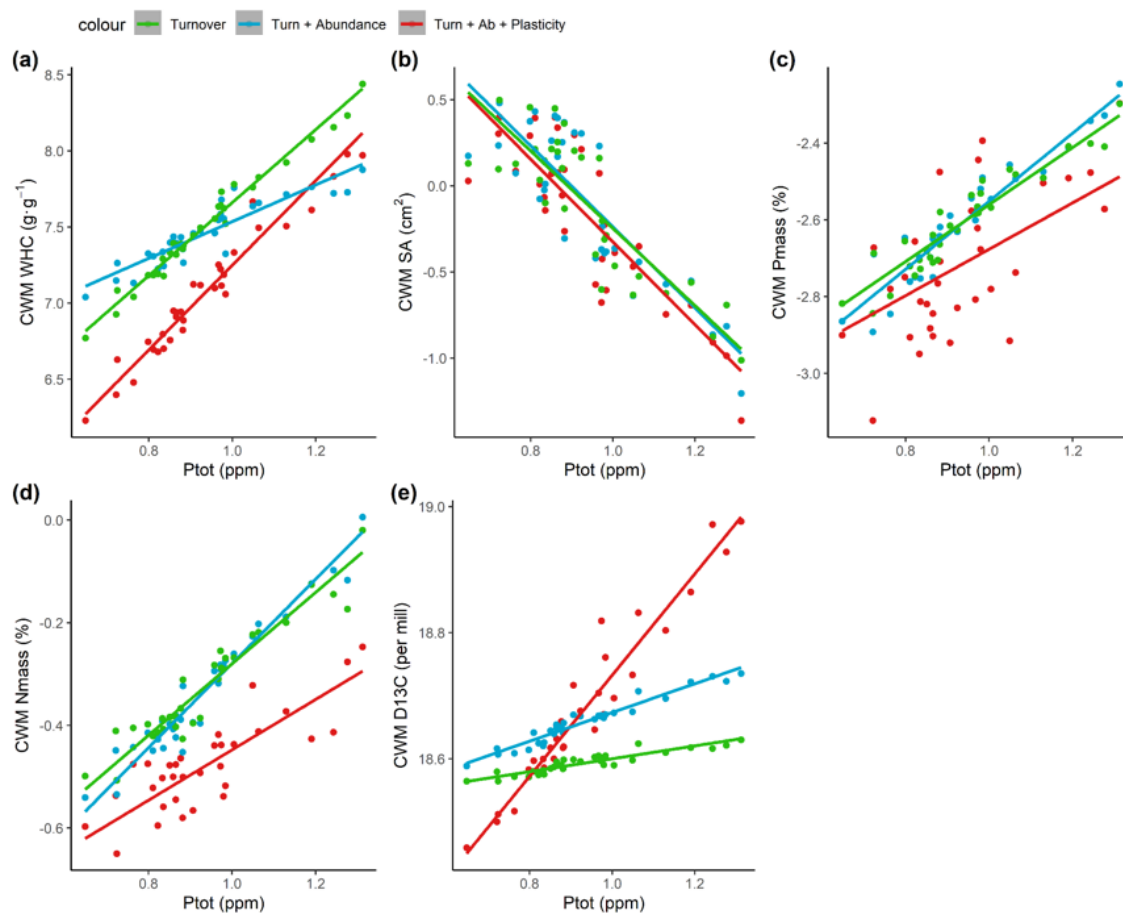 colour Turnover Turn + Abundance Turn + Ab + Plasticity
(a)
8.5
8.0
7.5
7.0
6.5
CWM WHC (g·g⁻¹)
0.8 1.0 1.2
Ptot (ppm)
(b)
0.5
0.0
-0.5
-1.0
CWM SA (cm²)
0.8 1.0 1.2
Ptot (ppm)
(c)
-2.4
-2.6
-2.8
-3.0
CWM Pmass (%)
0.8 1.0 1.2
Ptot (ppm)
(d)
0.0
-0.2
-0.4
-0.6
CWM Nmass (%)
0.8 1.0 1.2
Ptot (ppm)
(e)
19.0
18.8
18.6
CWM D13C (per mill)
0.8 1.0 1.2
Ptot (ppm)